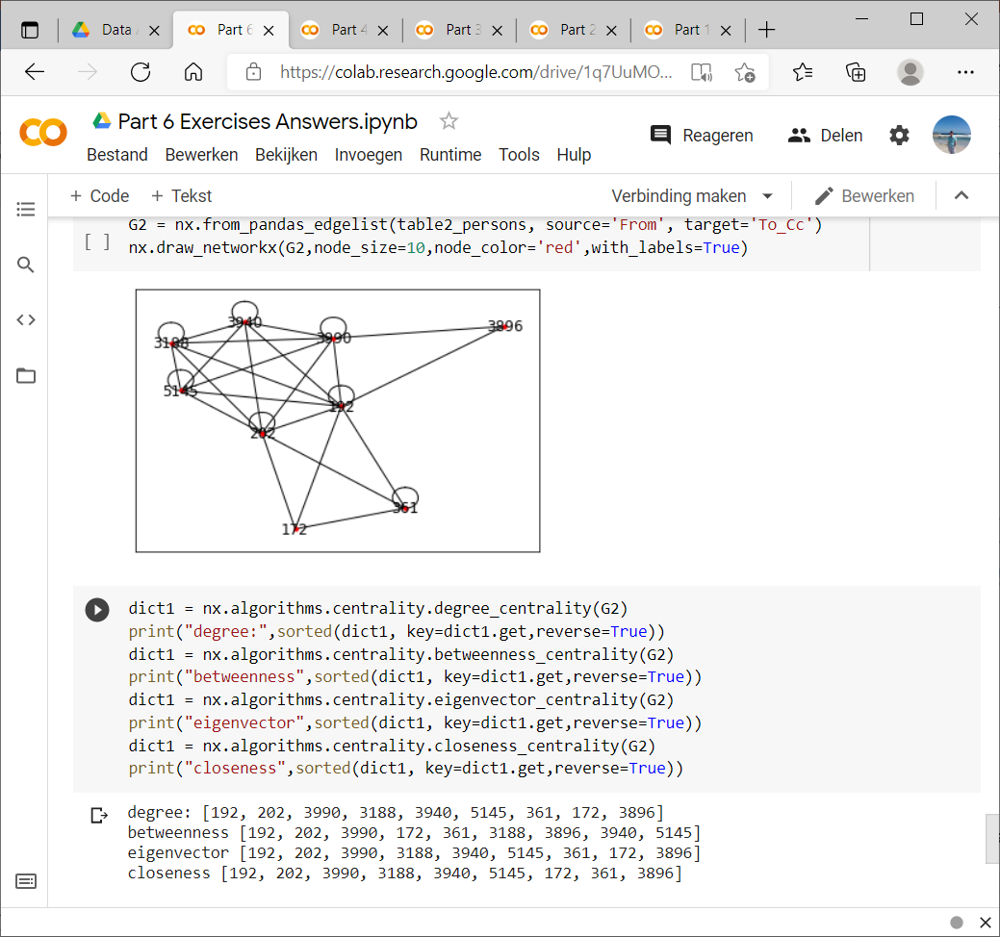 Data
Part 6
Part 4
Part 3
Part 2
Part 1
https://colab.research.google.com/drive/1q7UuMO...
Part 6 Exercises Answers.ipynb
Bestand Bewerken Bekijken Invoegen Runtime Tools Hulp
Reageren
Delen
+ Code + Tekst
Verbinding maken
Bewerken
[ ]
G2 = nx.from_pandas_edgelist(table2_persons, source='From', target='To_Cc')
nx.draw_networkx(G2,node_size=10,node_color='red',with_labels=True)
3940
3896
3188
3990
5145
192
202
361
172
dict1 = nx.algorithms.centrality.degree_centrality(G2)
print("degree:",sorted(dict1, key=dict1.get,reverse=True))
dict1 = nx.algorithms.centrality.betweenness_centrality(G2)
print("betweenness",sorted(dict1, key=dict1.get,reverse=True))
dict1 = nx.algorithms.centrality.eigenvector_centrality(G2)
print("eigenvector",sorted(dict1, key=dict1.get,reverse=True))
dict1 = nx.algorithms.centrality.closeness_centrality(G2)
print("closeness",sorted(dict1, key=dict1.get,reverse=True))
degree: [192, 202, 3990, 3188, 3940, 5145, 361, 172, 3896]
betweenness [192, 202, 3990, 172, 361, 3188, 3896, 3940, 5145]
eigenvector [192, 202, 3990, 3188, 3940, 5145, 361, 172, 3896]
closeness [192, 202, 3990, 3188, 3940, 5145, 172, 361, 3896]